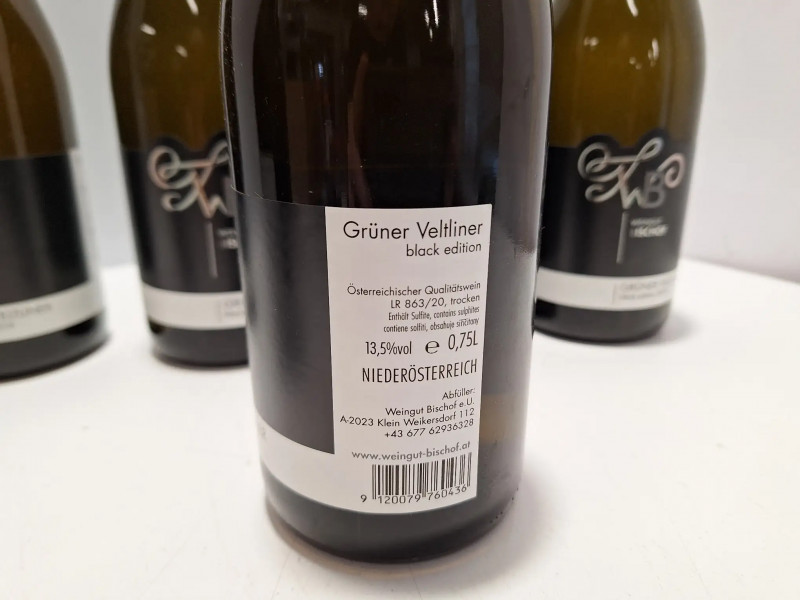 Grüner Veltliner
black edition
Österreichischer Qualitätswein
LR 863/20, trocken
Enthält Sulfite, contains sulphites
contiene solfiti, obsahuje siřičitany
13,5%vol e 0,75L
NIEDERÖSTERREICH
Abfüller:
Weingut Bischof e.U.
A-2023 Klein Weikersdorf 112
+43 677 62936328
www.weingut-bischof.at
9 120079 760436
WB